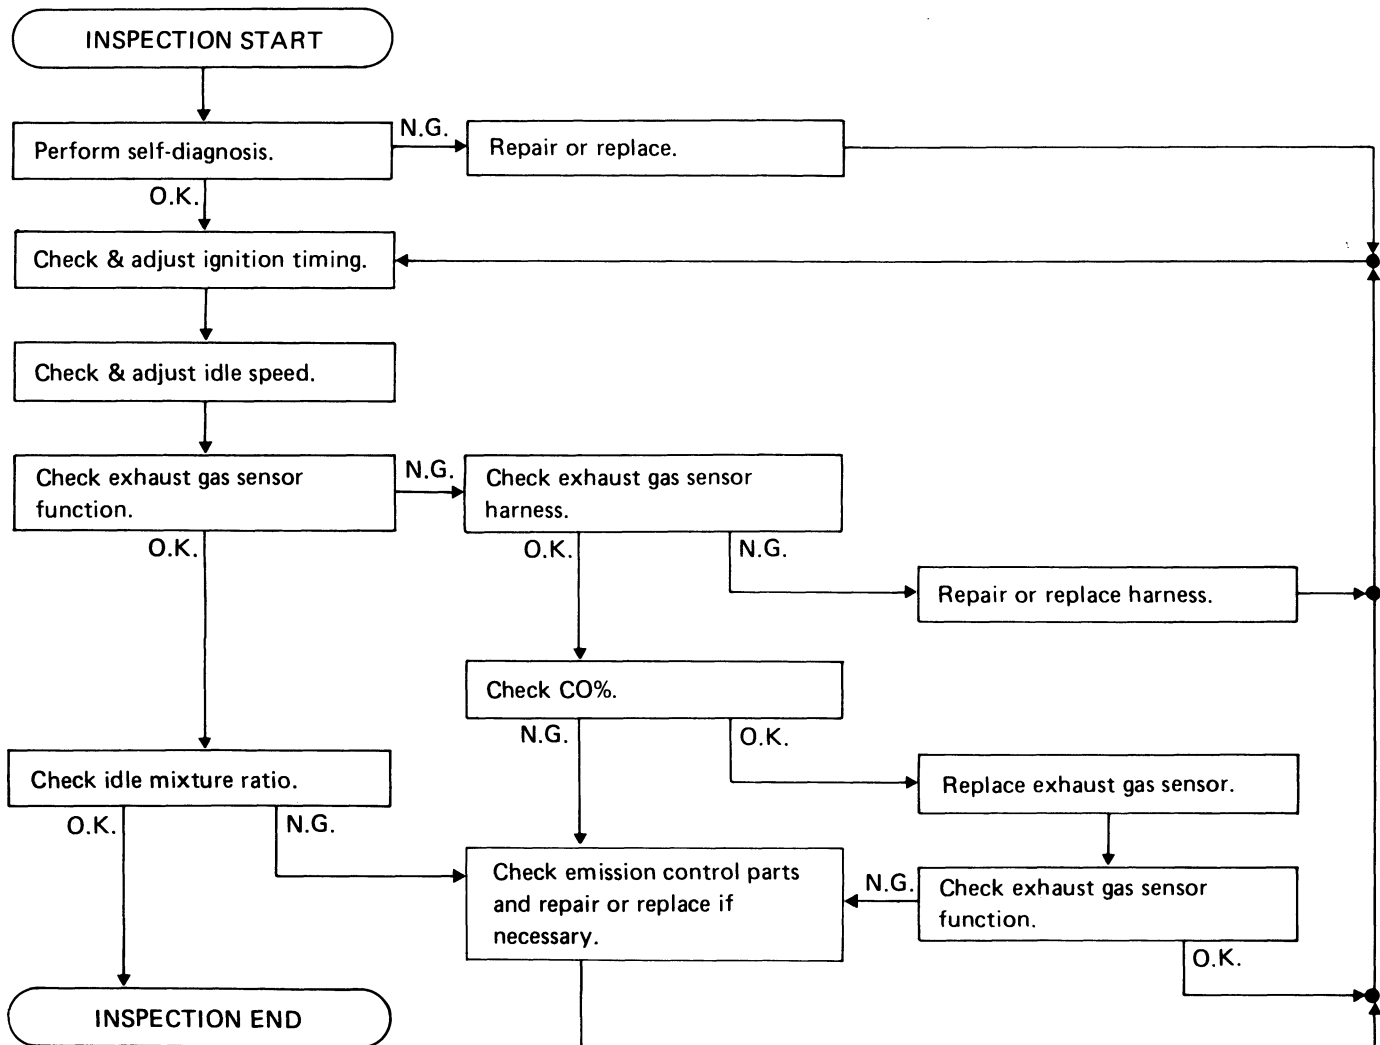 INSPECTION START
Perform self-diagnosis.
N.G.
Repair or replace.
O.K.
Check & adjust ignition timing.
Check & adjust idle speed.
Check exhaust gas sensor
function.
N.G.
Check exhaust gas sensor
harness.
O.K.
O.K.
N.G.
Repair or replace harness.
Check CO%.
N.G.
O.K.
Check idle mixture ratio.
Replace exhaust gas sensor.
O.K.
N.G.
Check emission control parts
and repair or replace if
necessary.
N.G.
Check exhaust gas sensor
function.
O.K.
INSPECTION END